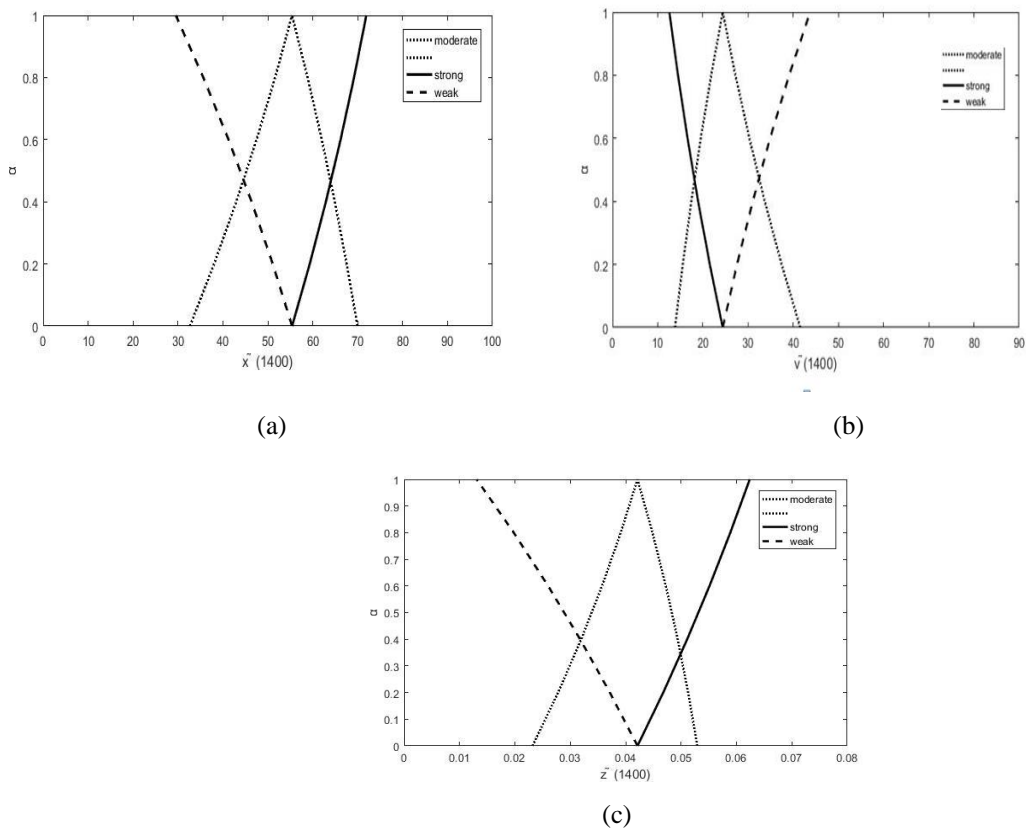 1
0.8
0.6
0.4
0.2
0
α
0 10 20 30 40 50 60 70 80 90 100
x˜ (1400)
moderate
strong
weak
(a)
1
0.8
0.6
0.4
0.2
0
α
0 10 20 30 40 50 60 70 80 90
v˜ (1400)
moderate
strong
weak
(b)
1
0.9
0.8
0.7
0.6
0.5
0.4
0.3
0.2
0.1
0
α
0 0.01 0.02 0.03 0.04 0.05 0.06 0.07 0.08
z˜ (1400)
moderate
strong
weak
(c)